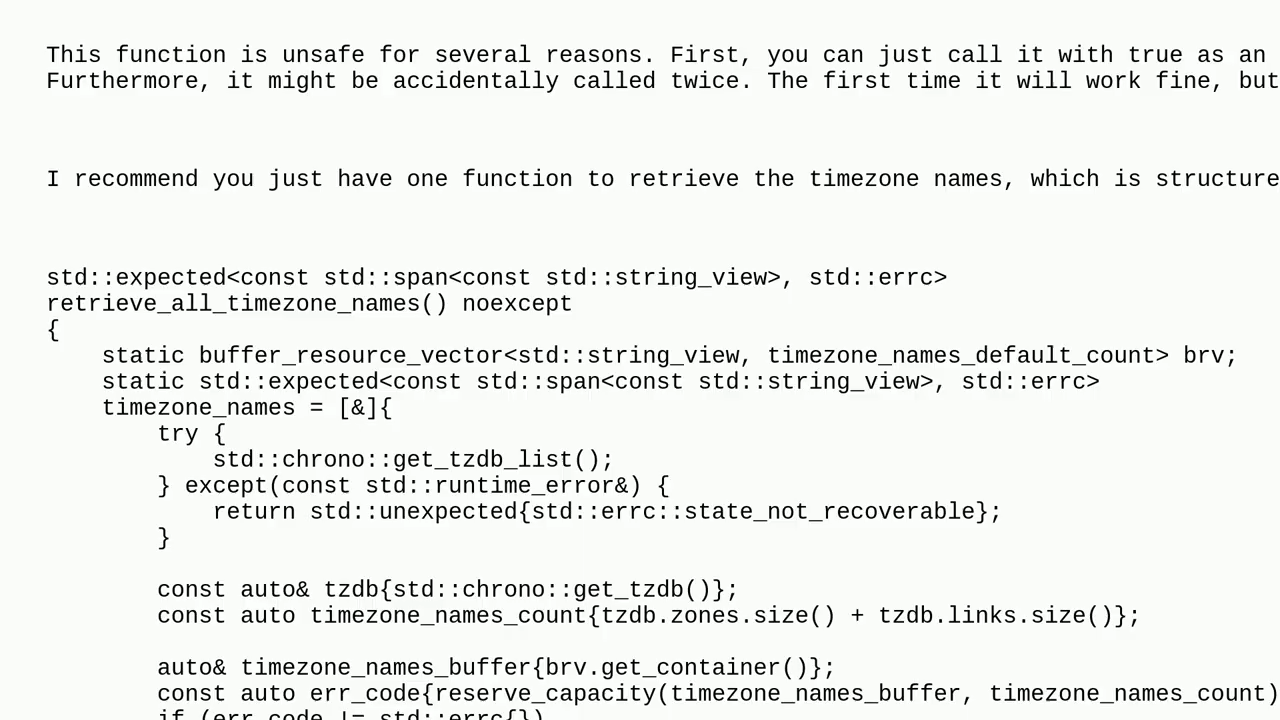 This function is unsafe for several reasons. First, you can just call it with true as an
Furthermore, it might be accidentally called twice. The first time it will work fine, but
I recommend you just have one function to retrieve the timezone names, which is structure
std::expected<const std::span<const std::string_view>, std::errc>
retrieve_all_timezone_names() noexcept
{
    static buffer_resource_vector<std::string_view, timezone_names_default_count> brv;
    static std::expected<const std::span<const std::string_view>, std::errc>
    timezone_names = [&]{
        try {
            std::chrono::get_tzdb_list();
        } except(const std::runtime_error&) {
            return std::unexpected{std::errc::state_not_recoverable};
        }
        const auto& tzdb{std::chrono::get_tzdb()};
        const auto timezone_names_count{tzdb.zones.size() + tzdb.links.size()};
        auto& timezone_names_buffer{brv.get_container()};
        const auto err_code{reserve_capacity(timezone_names_buffer, timezone_names_count)
        if (err_code != std::errc{})